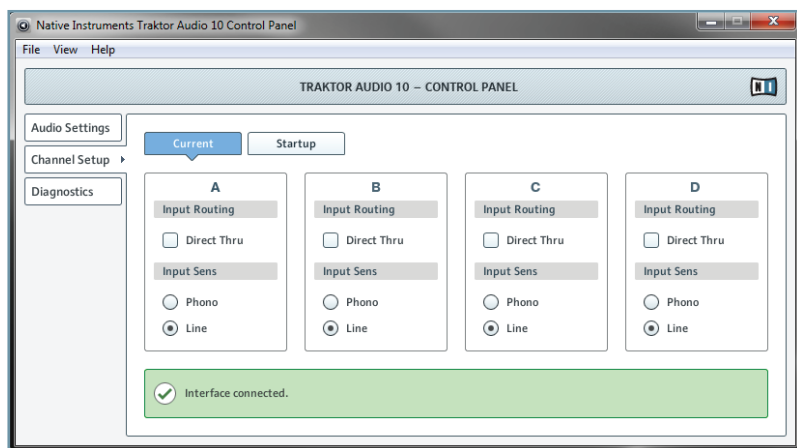 Native Instruments Traktor Audio 10 Control Panel
File View Help
TRAKTOR AUDIO 10 – CONTROL PANEL
NI
Audio Settings
Channel Setup
Diagnostics
Current Startup
A B C D
Input Routing Input Routing Input Routing Input Routing
Direct Thru Direct Thru Direct Thru Direct Thru
Input Sens Input Sens Input Sens Input Sens
Phono Phono Phono Phono
Line Line Line Line
Interface connected.